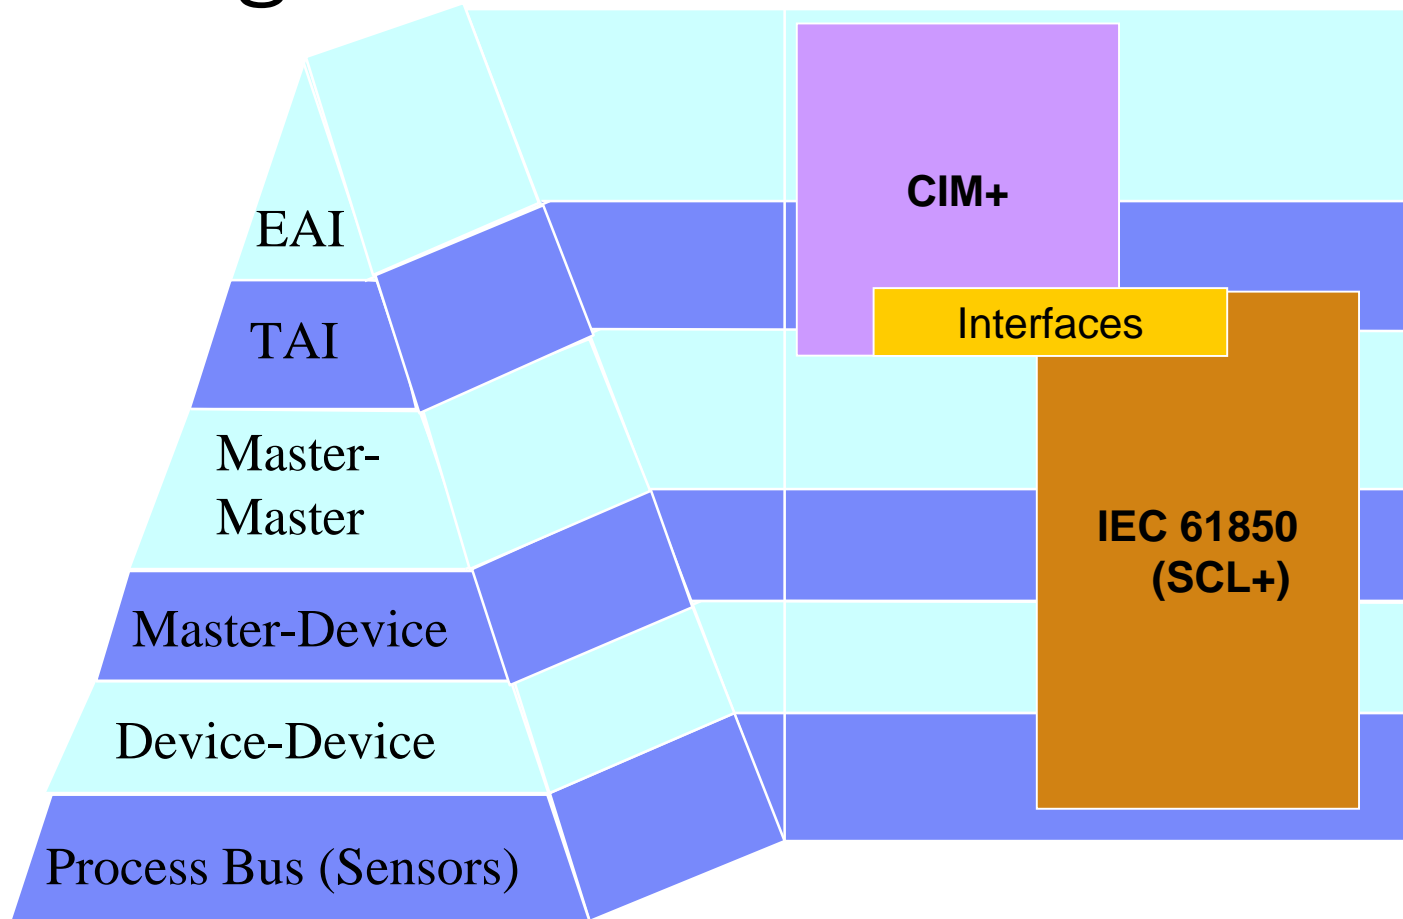 EAI
TAI
Master-
Master
Master-Device
Device-Device
Process Bus (Sensors)
CIM+
Interfaces
IEC 61850
(SCL+)